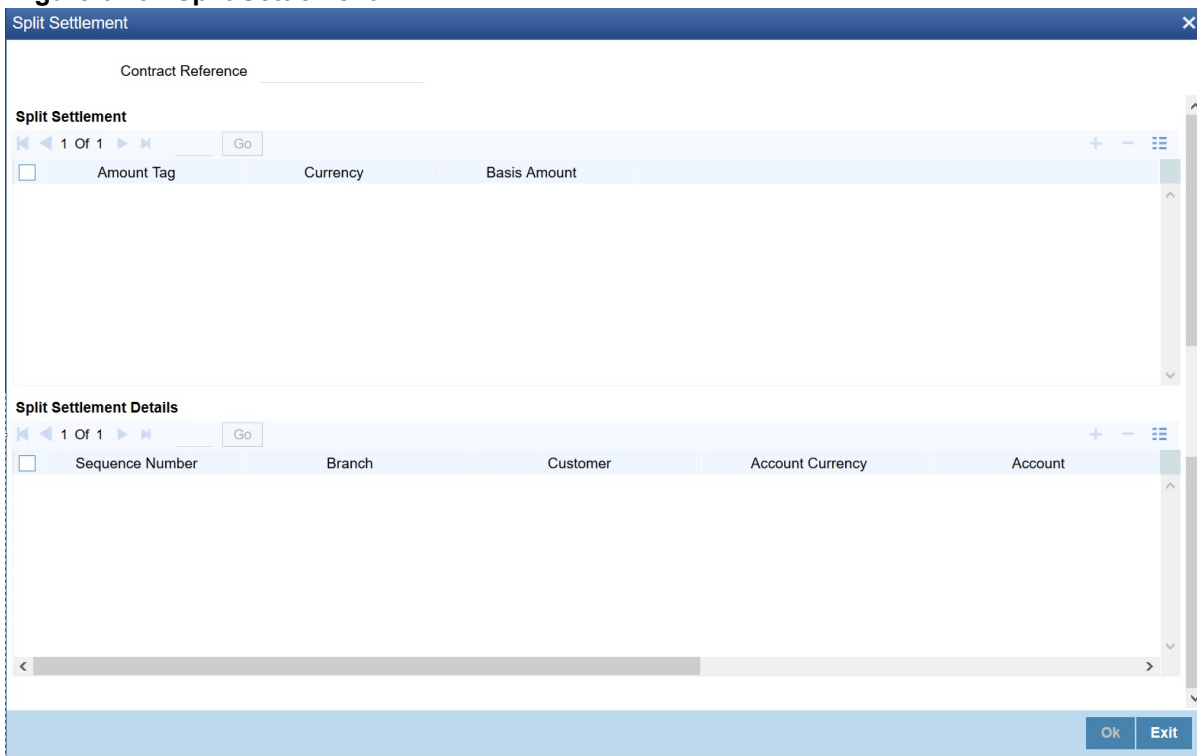 Split Settlement
Contract Reference
Split Settlement
1 Of 1 Go
Amount Tag Currency Basis Amount
Split Settlement Details
1 Of 1 Go
Sequence Number Branch Customer Account Currency Account
Ok Exit